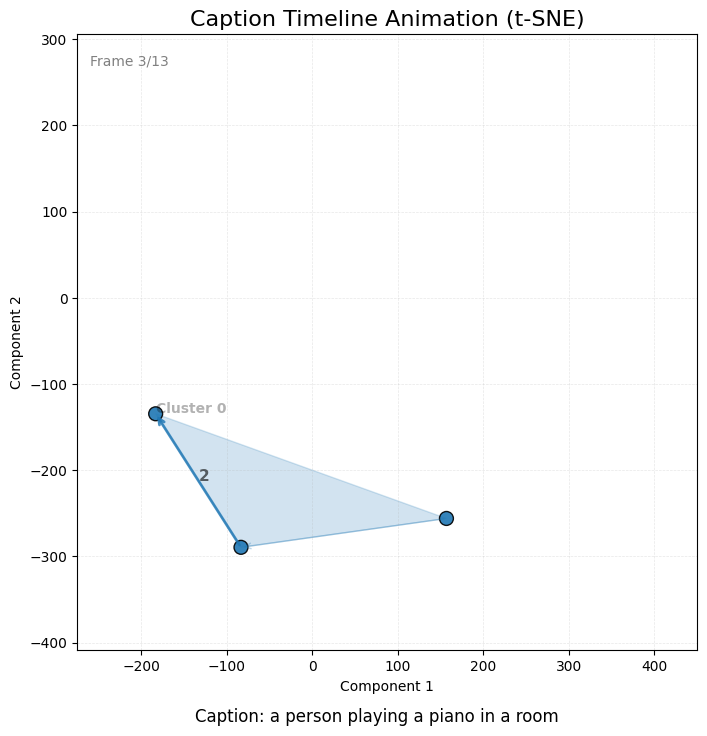 Caption Timeline Animation (t-SNE)
Frame 3/13
300
200
100
0
−100
−200
−300
−400
Component 2
Cluster 0
2
−200 −100 0 100 200 300 400
Component 1
Caption: a person playing a piano in a room